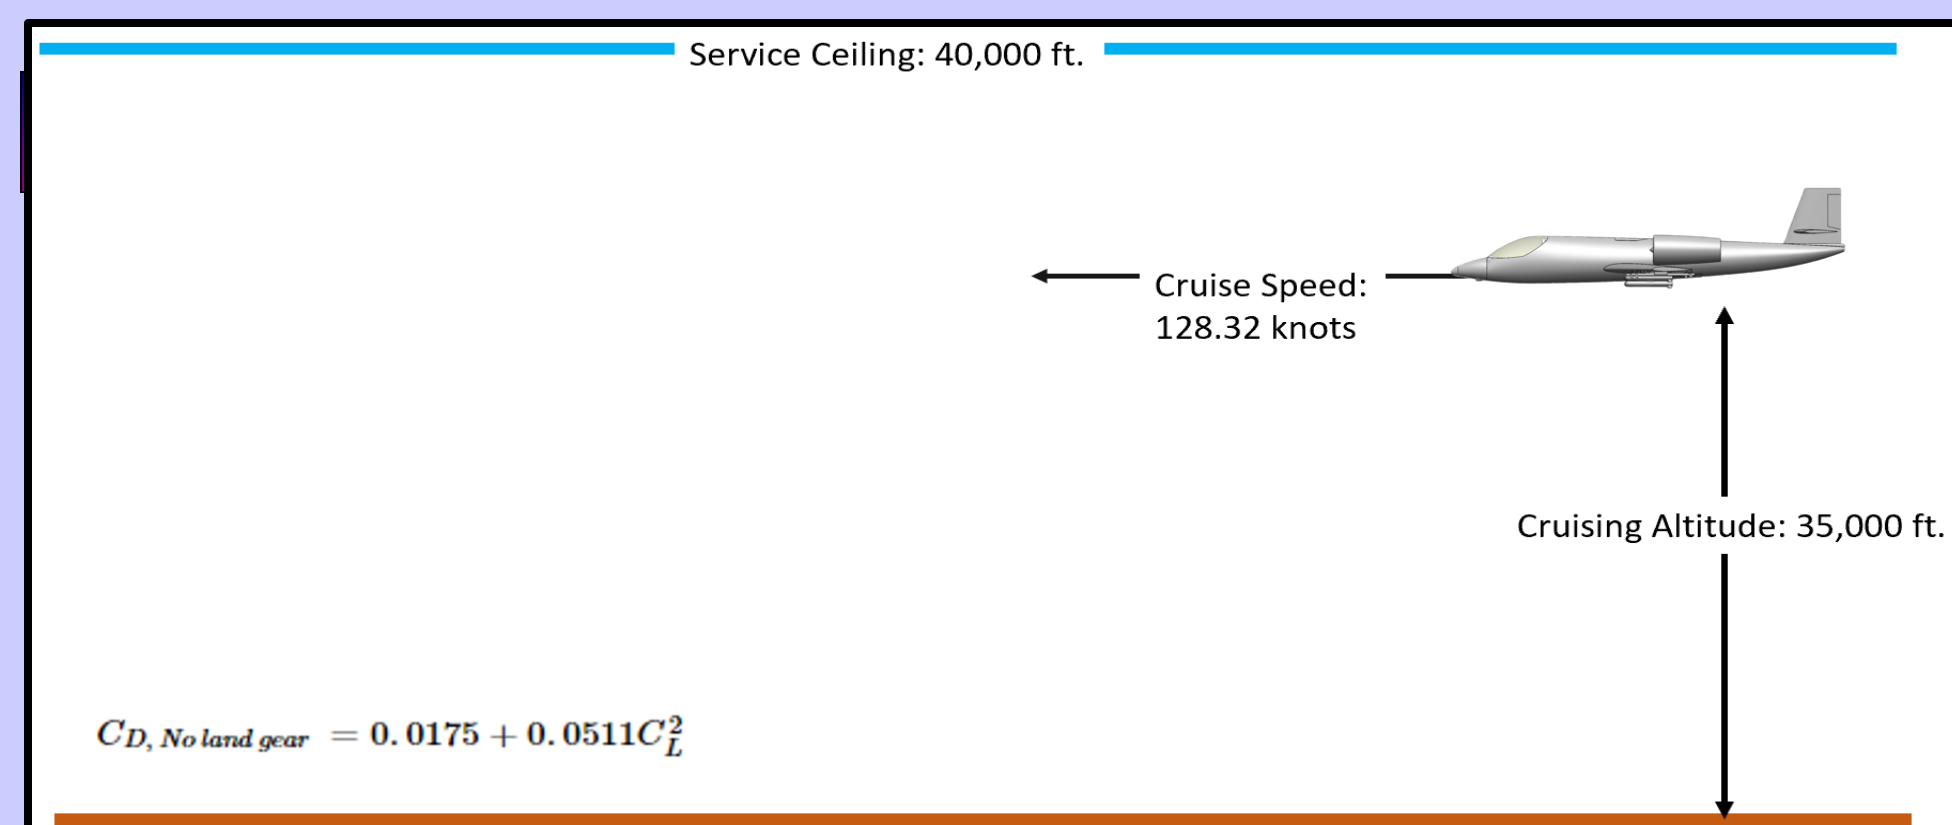 Service Ceiling: 40,000 ft.
Cruise Speed:
128.32 knots
Cruising Altitude: 35,000 ft.
C_{D, No land gear} = 0.0175 + 0.0511C_L^2